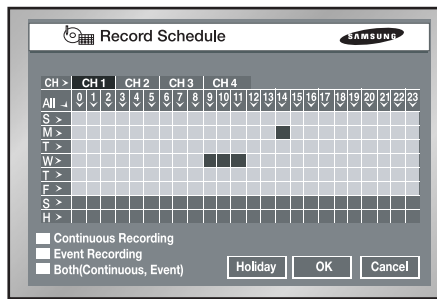 Record Schedule
SAMSUNG
CH > CH 1 CH 2 CH 3 CH 4
All 0 1 2 3 4 5 6 7 8 9 10 11 12 13 14 15 16 17 18 19 20 21 22 23
S >
M >
T >
W >
T >
F >
S >
H >
Continuous Recording
Event Recording
Both(Continuous, Event)
Holiday OK Cancel